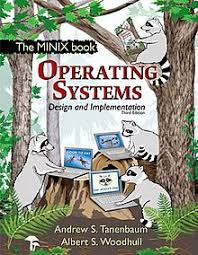 The MINIX book
OPERATING
SYSTEMS
Design and Implementation
Third Edition
Andrew S. Tanenbaum
Albert S. Woodhull